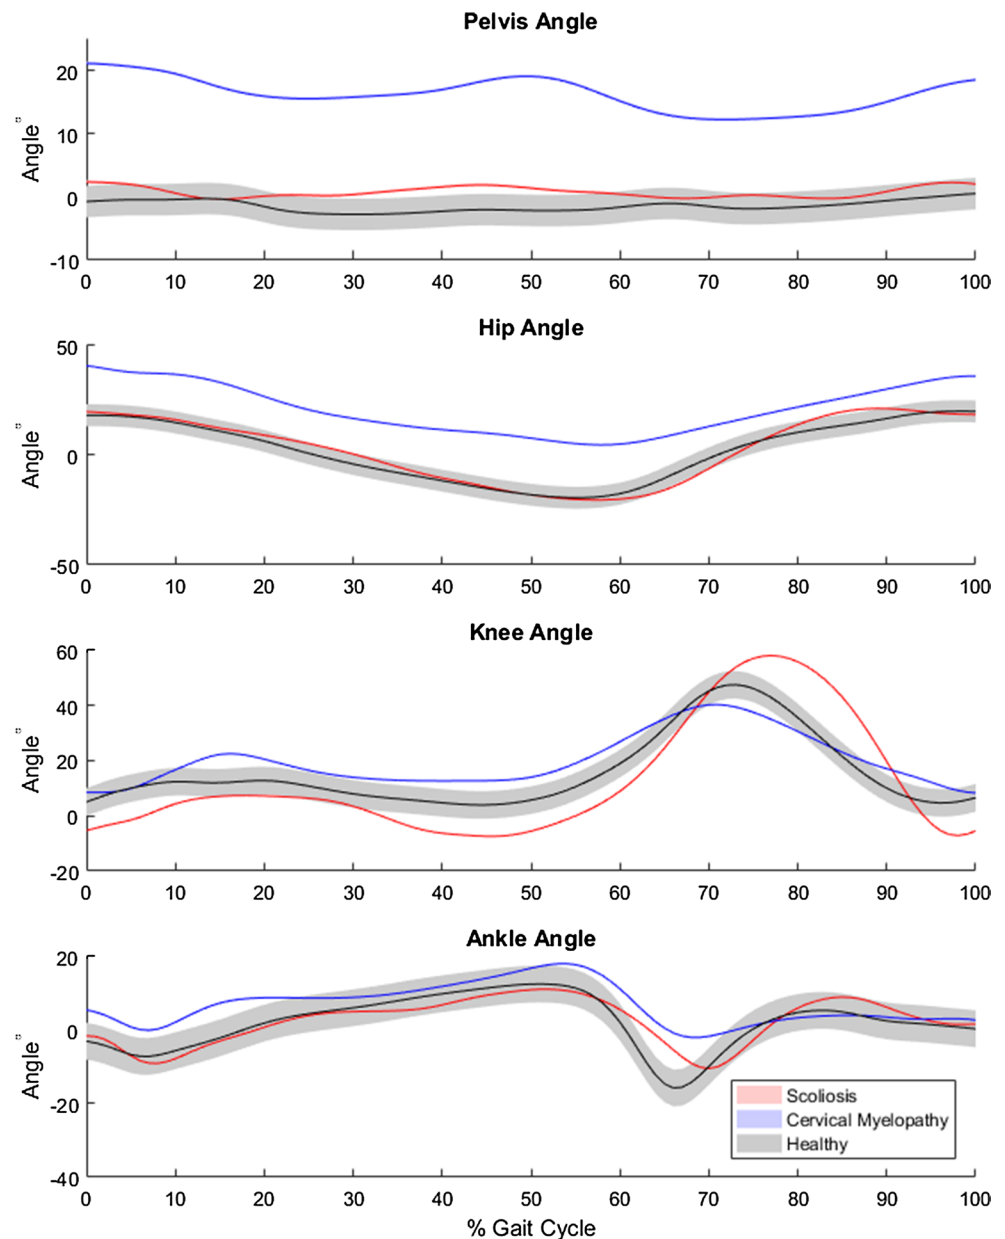 Pelvis Angle
20
10
0
-10
Angle°
0 10 20 30 40 50 60 70 80 90 100
Hip Angle
50
0
-50
Angle°
0 10 20 30 40 50 60 70 80 90 100
Knee Angle
60
40
20
0
-20
Angle°
0 10 20 30 40 50 60 70 80 90 100
Ankle Angle
20
0
-20
-40
Angle°
Scoliosis
Cervical Myelopathy
Healthy
0 10 20 30 40 50 60 70 80 90 100
% Gait Cycle